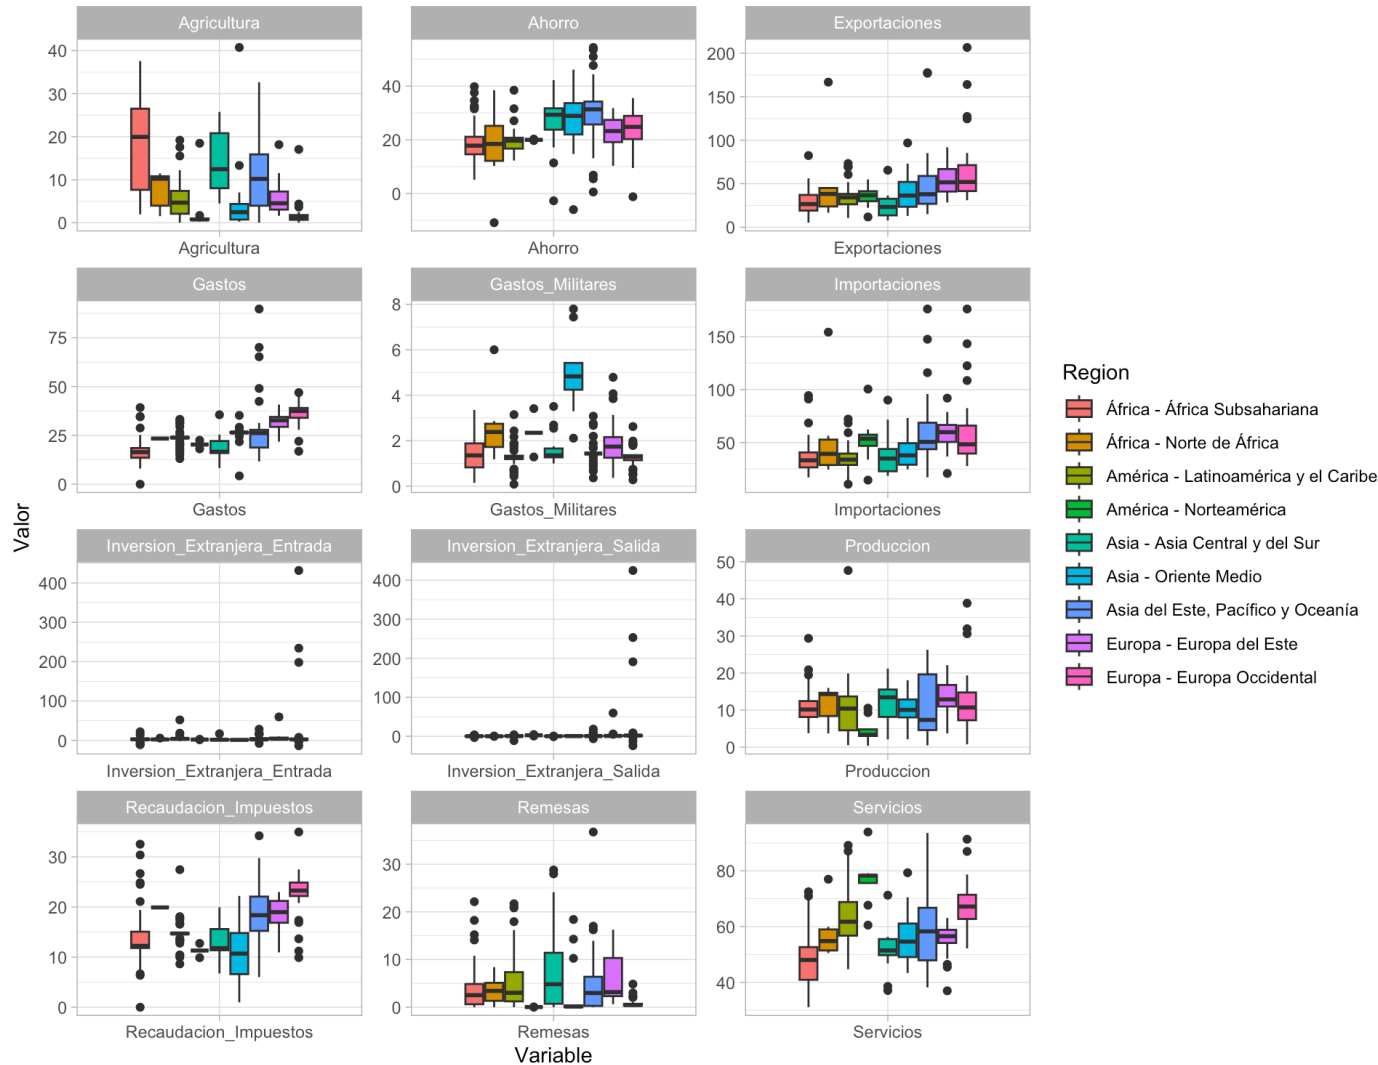 Agricultura
Ahorro
Exportaciones
40
30
20
10
0
40
20
0
200
150
100
50
0
Agricultura
Ahorro
Exportaciones
Gastos
Gastos_Militares
Importaciones
75
50
25
0
8
6
4
2
0
150
100
50
Gastos
Gastos_Militares
Importaciones
Valor
Inversion_Extranjera_Entrada
Inversion_Extranjera_Salida
Produccion
400
300
200
100
0
400
300
200
100
0
50
40
30
20
10
0
Inversion_Extranjera_Entrada
Inversion_Extranjera_Salida
Produccion
Recaudacion_Impuestos
Remesas
Servicios
30
20
10
0
30
20
10
0
80
60
40
Recaudacion_Impuestos
Remesas
Servicios
Variable
Region
África - África Subsahariana
África - Norte de África
América - Latinoamérica y el Caribe
América - Norteamérica
Asia - Asia Central y del Sur
Asia - Oriente Medio
Asia del Este, Pacífico y Oceanía
Europa - Europa del Este
Europa - Europa Occidental